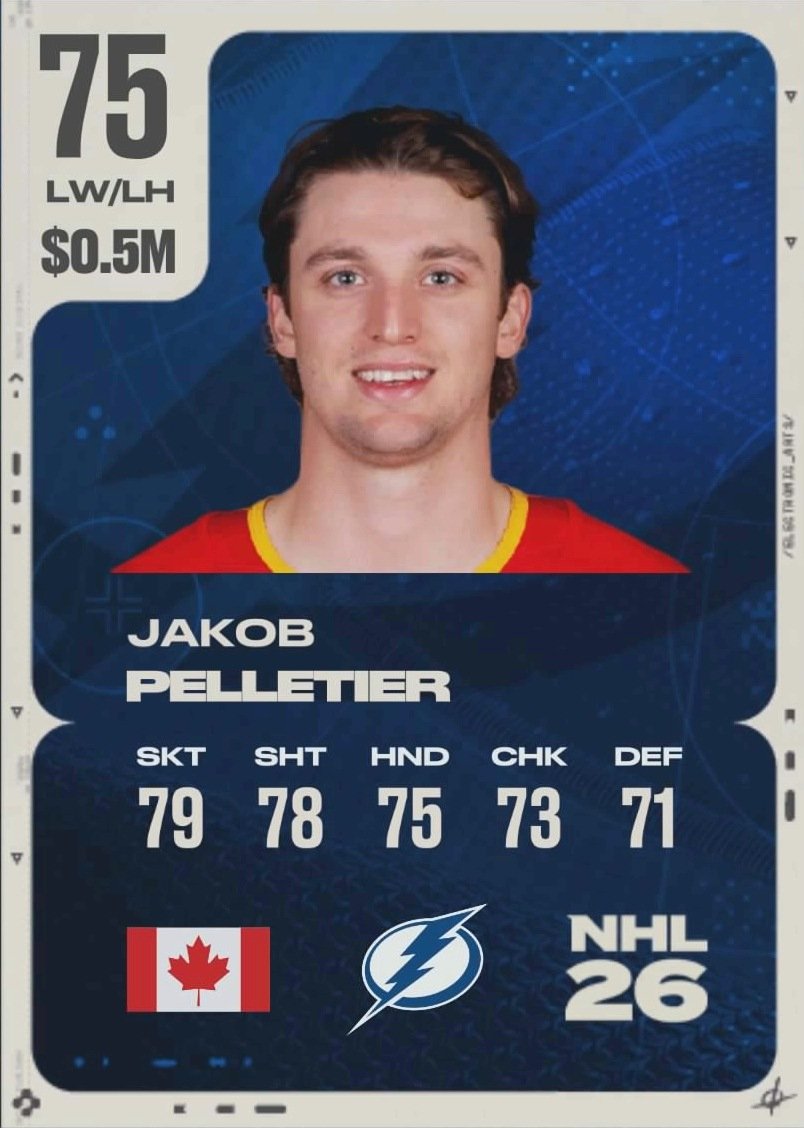 75
LW/LH
$0.5M
JAKOB
PELLETIER
SKT SHT HND CHK DEF
79 78 75 73 71
NHL
26
/ELECTRONIC_ARTS/